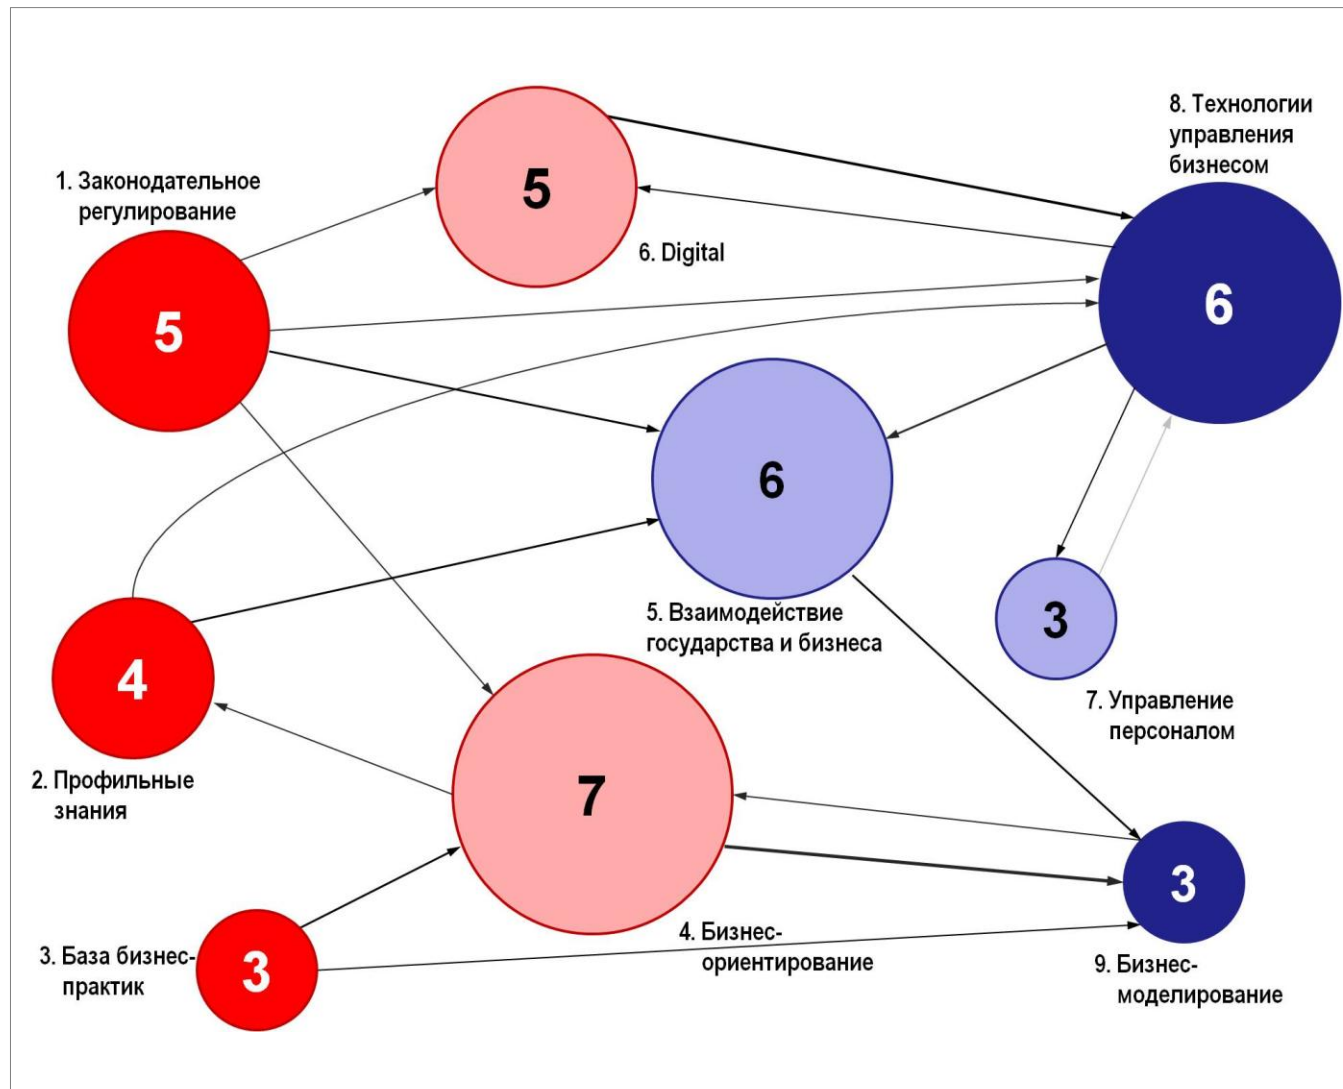 8. Технологии
управления
бизнесом
1. Законодательное
регулирование
5
6. Digital
5
6
6
5. Взаимодействие
государства и бизнеса
3
7. Управление
персоналом
4
2. Профильные
знания
7
4. Бизнес-
ориентирование
3
9. Бизнес-
моделирование
3. База бизнес-
практик
3